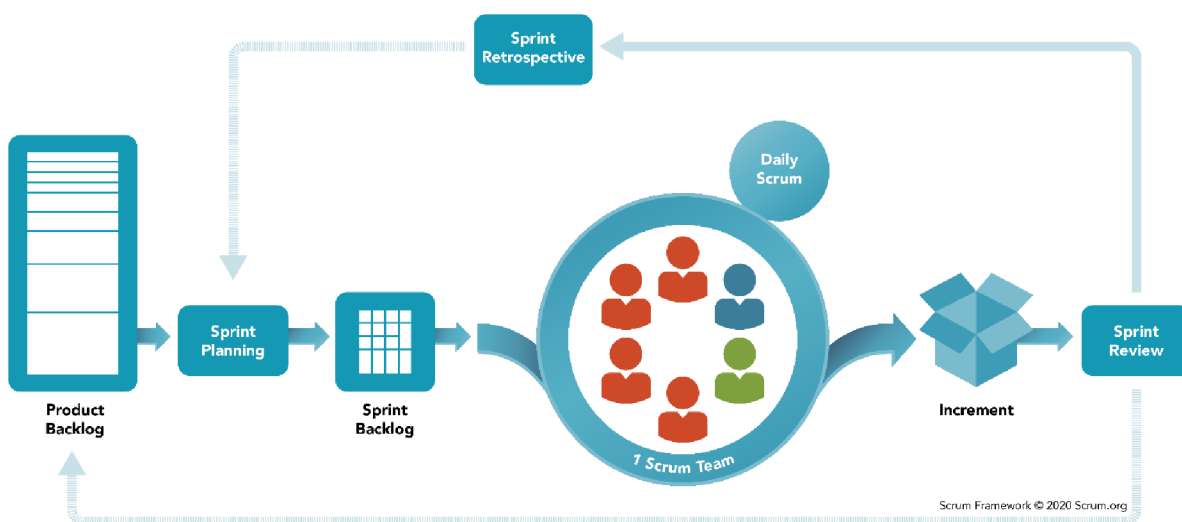 Sprint
Retrospective
Daily
Scrum
Sprint
Planning
Sprint
Review
Product
Backlog
Sprint
Backlog
1 Scrum Team
Increment
Scrum Framework © 2020 Scrum.org